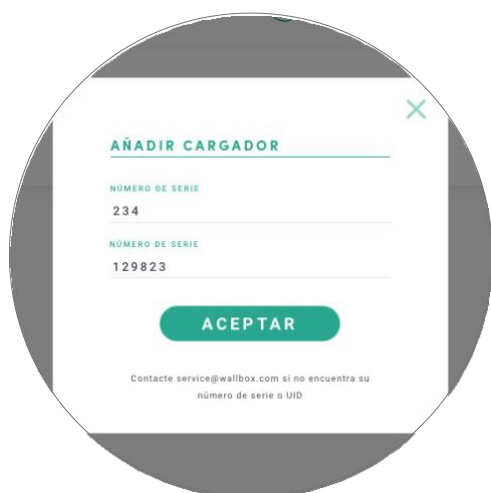 AÑADIR CARGADOR
NÚMERO DE SERIE
234
NÚMERO DE SERIE
129823
ACEPTAR
Contacte service@wallbox.com si no encuentra su
número de serie o UID